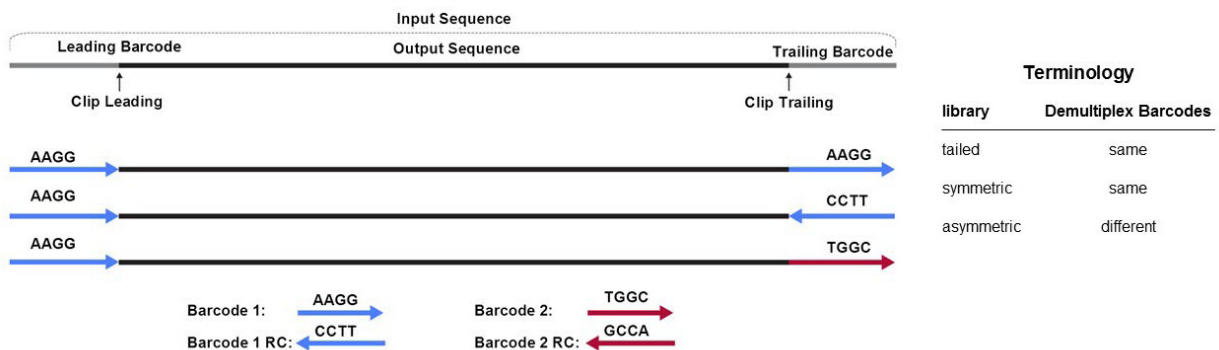 Input Sequence
Leading Barcode Output Sequence Trailing Barcode
Clip Leading Clip Trailing
AAGG AAGG
AAGG CCTT
AAGG TGGC
Barcode 1: AAGG Barcode 2: TGGC
Barcode 1 RC: CCTT Barcode 2 RC: GCCA
Terminology
library Demultiplex Barcodes
tailed same
symmetric same
asymmetric different